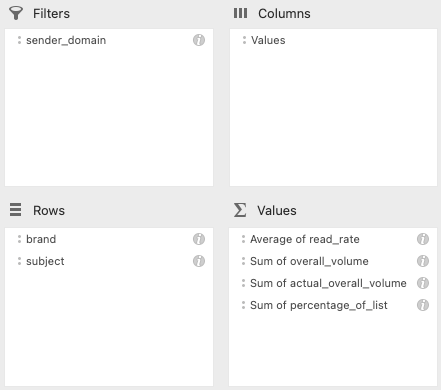 Filters
sender_domain
Columns
Values
Rows
brand
subject
Values
Average of read_rate
Sum of overall_volume
Sum of actual_overall_volume
Sum of percentage_of_list